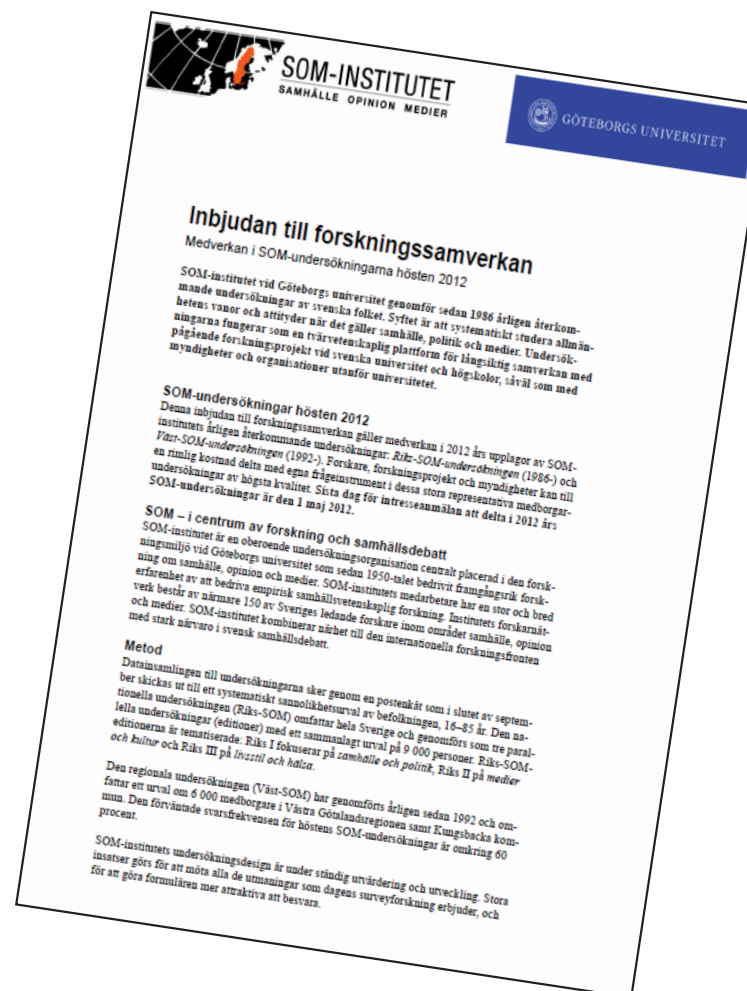 SOM-INSTITUTET
SAMHÄLLE OPINION MEDIER
GÖTEBORGS UNIVERSITET
Inbjudan till forskningssamverkan
Medverkan i SOM-undersökningarna hösten 2012
SOM-institutet vid Göteborgs universitet genomför sedan 1986 årligen återkom-
mande undersökningar av svenska folket. Syftet är att systematiskt studera allmän-
hetens vanor och attityder när det gäller samhälle, politik och medier. Undersök-
ningarna fungerar som en tvärvetenskaplig plattform för långsiktig samverkan med
pågående forskningsprojekt vid svenska universitet och högskolor, såväl som med
myndigheter och organisationer utanför universitetet.
SOM-undersökningar hösten 2012
Denna inbjudan till forskningssamverkan gäller medverkan i 2012 års upplagor av SOM-
institutets årligen återkommande undersökningar: Riks-SOM-undersökningen (1986-) och
Väst-SOM-undersökningen (1992-). Forskare, forskningsprojekt och myndigheter kan till
en rimlig kostnad delta med egna frågeinstrument i dessa stora representativa medborgar-
undersökningar av högsta kvalitet. Sista dag för intresseanmälan att delta i 2012 års
SOM-undersökningar är den 1 maj 2012.
SOM – i centrum av forskning och samhällsdebatt
SOM-institutet är en oberoende undersökningsorganisation centralt placerad i den forsk-
ningsmiljö vid Göteborgs universitet som sedan 1950-talet bedrivit framgångsrik forsk-
ning om samhälle, opinion och medier. SOM-institutets medarbetare har en stor och bred
erfarenhet av att bedriva empirisk samhällsvetenskaplig forskning. Institutets forskarnät-
verk består av närmare 150 av Sveriges ledande forskare inom området samhälle, opinion
och medier. SOM-institutet kombinerar närhet till den internationella forskningsfronten
med stark närvaro i svensk samhällsdebatt.
Metod
Datainsamlingen till undersökningarna sker genom en postenkät som i slutet av septem-
ber skickas ut till ett systematiskt sannolikhetsurval av befolkningen, 16–85 år. Den na-
tionella undersökningen (Riks-SOM) omfattar hela Sverige och genomförs som tre paral-
lella undersökningar (editioner) med ett sammanlagt urval på 9 000 personer. Riks-SOM-
editionerna är tematiserade: Riks I fokuserar på samhälle och politik, Riks II på medier
och kultur och Riks III på livsstil och hälsa.
Den regionala undersökningen (Väst-SOM) har genomförts årligen sedan 1992 och om-
fattar ett urval om 6 000 medborgare i Västra Götalandsregionen samt Kungsbacka kom-
mun. Den förväntade svarsfrekvensen för höstens SOM-undersökningar är omkring 60
procent.
SOM-institutets undersökningsdesign är under ständig utvärdering och utveckling. Stora
insatser görs för att möta alla de utmaningar som dagens surveyforskning erbjuder, och
för att göra formulären mer attraktiva att besvara.